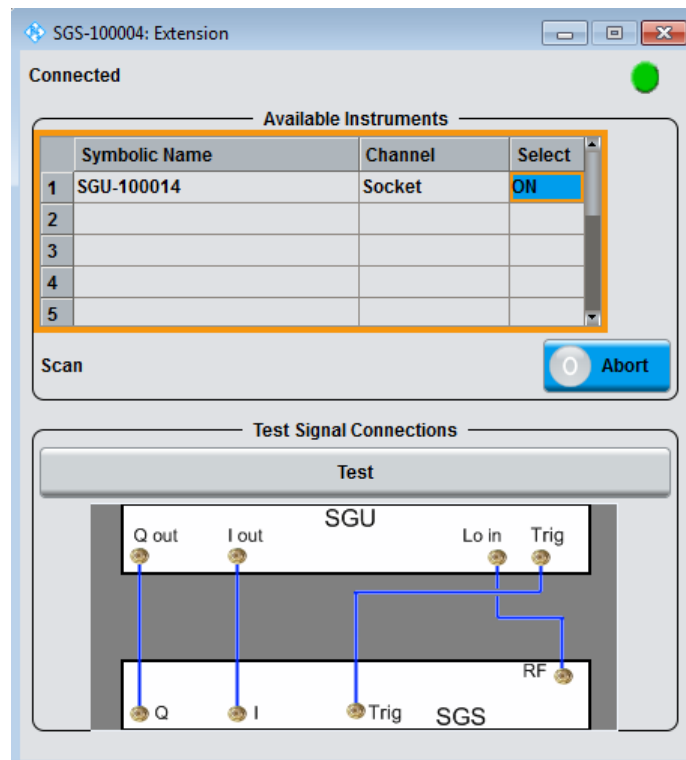 SGS-100004: Extension
Connected
Available Instruments
Symbolic Name Channel Select
1 SGU-100014 Socket ON
2
3
4
5
Scan 0 Abort
Test Signal Connections
Test
SGU
Q out I out Lo in Trig
RF
Q I Trig SGS